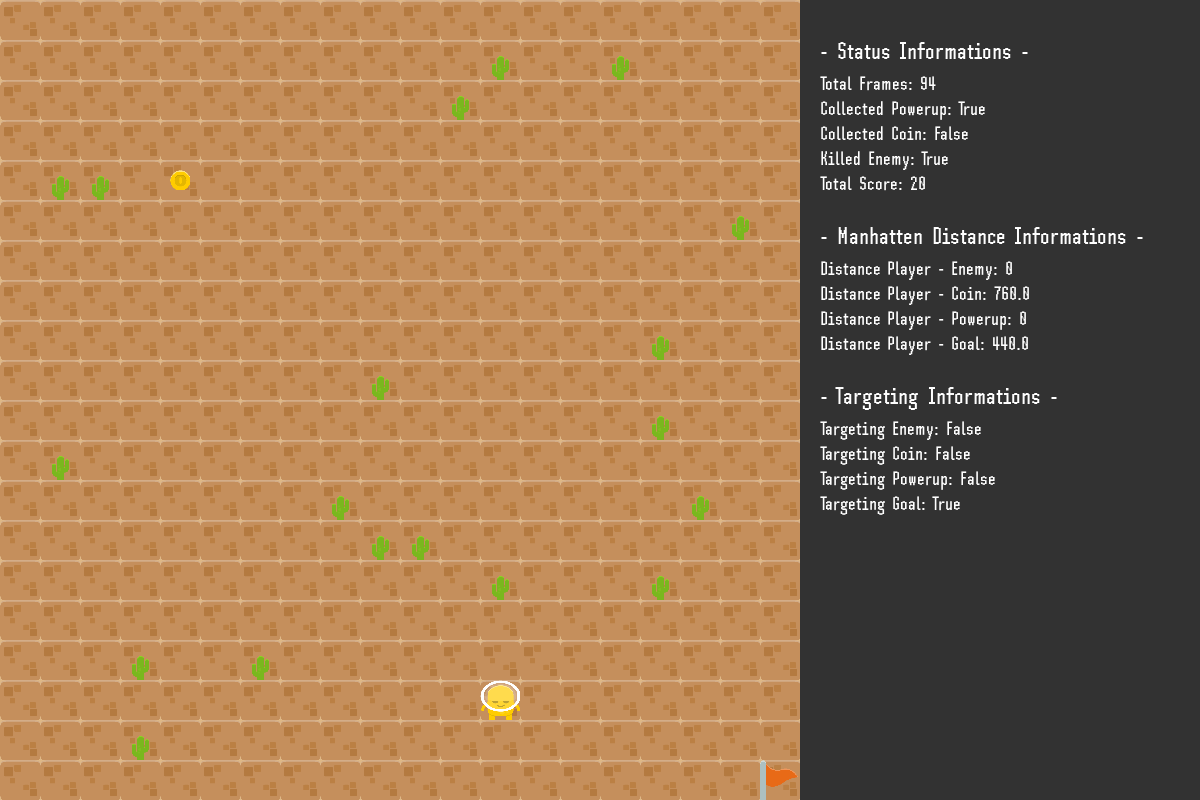 - Status Informations -
Total Frames: 94
Collected Powerup: True
Collected Coin: False
Killed Enemy: True
Total Score: 20
- Manhatten Distance Informations -
Distance Player - Enemy: 0
Distance Player - Coin: 760.0
Distance Player - Powerup: 0
Distance Player - Goal: 440.0
- Targeting Informations -
Targeting Enemy: False
Targeting Coin: False
Targeting Powerup: False
Targeting Goal: True